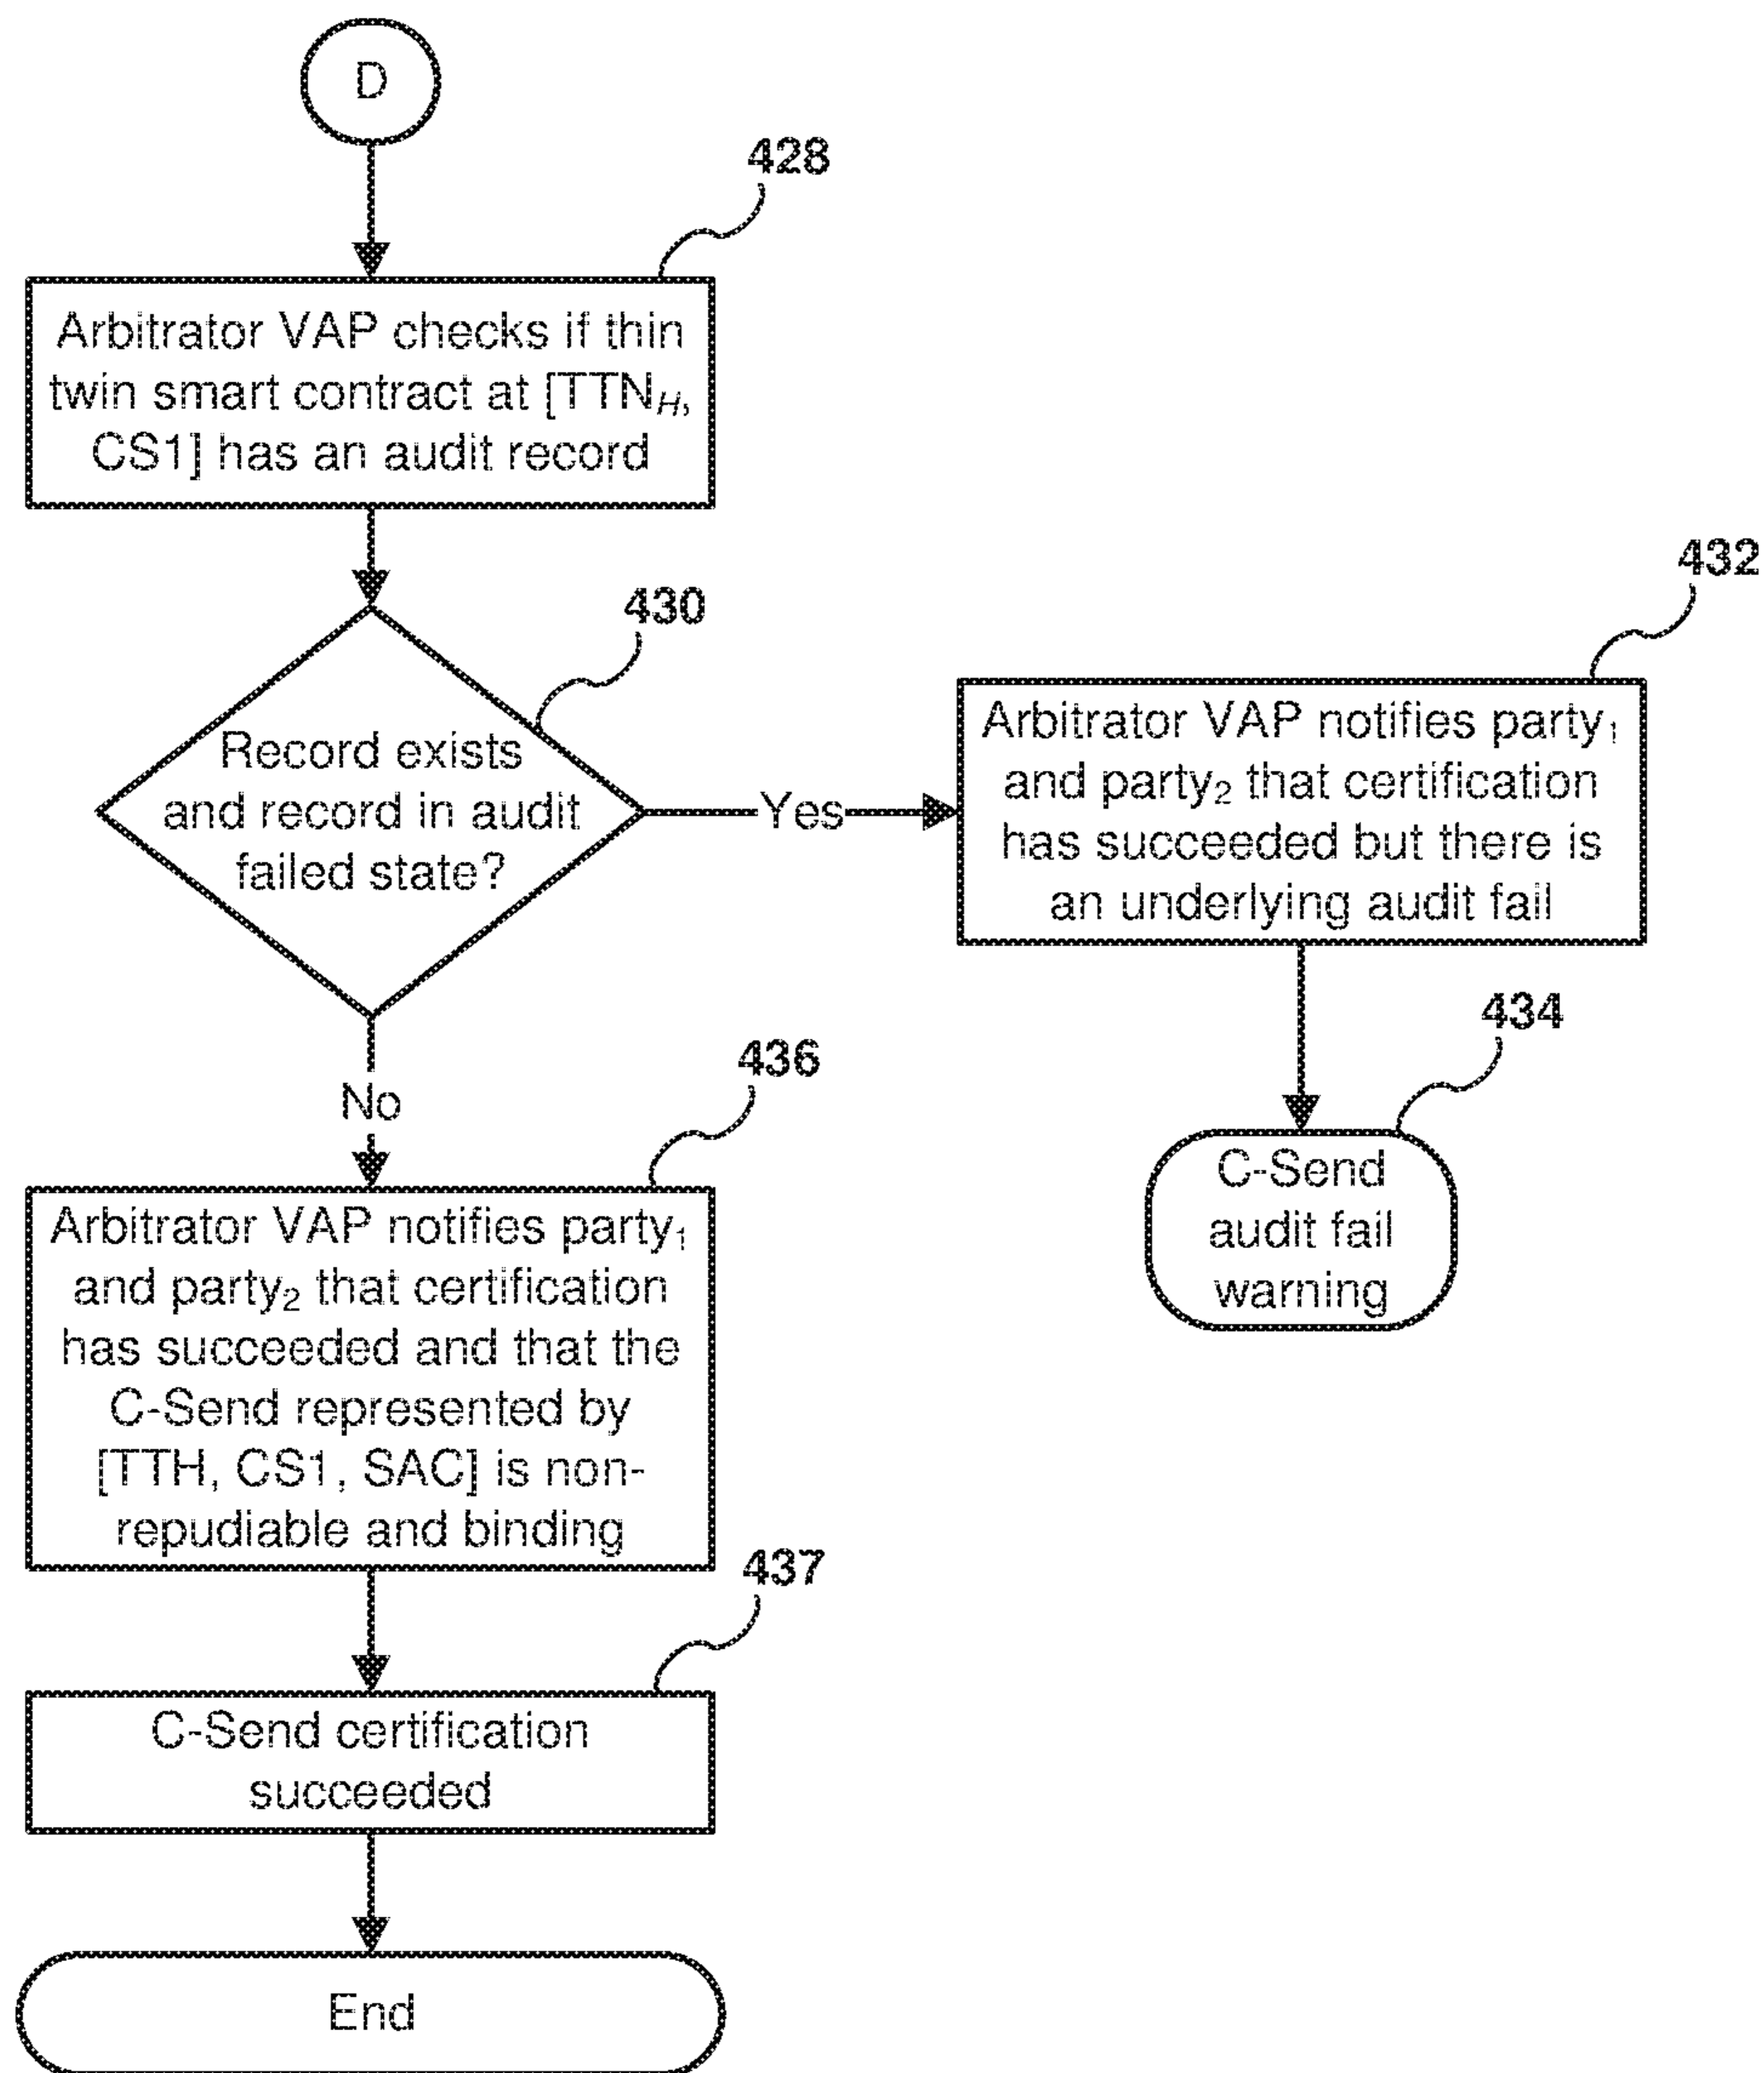 D
428
Arbitrator VAP checks if thin
twin smart contract at [TTN_H,
CS1] has an audit record
430
Record exists
and record in audit
failed state?
Yes
432
Arbitrator VAP notifies party₁
and party₂ that certification
has succeeded but there is
an underlying audit fail
434
C-Send
audit fail
warning
No
436
Arbitrator VAP notifies party₁
and party₂ that certification
has succeeded and that the
C-Send represented by
[TTH, CS1, SAC] is non-
repudiable and binding
437
C-Send certification
succeeded
End